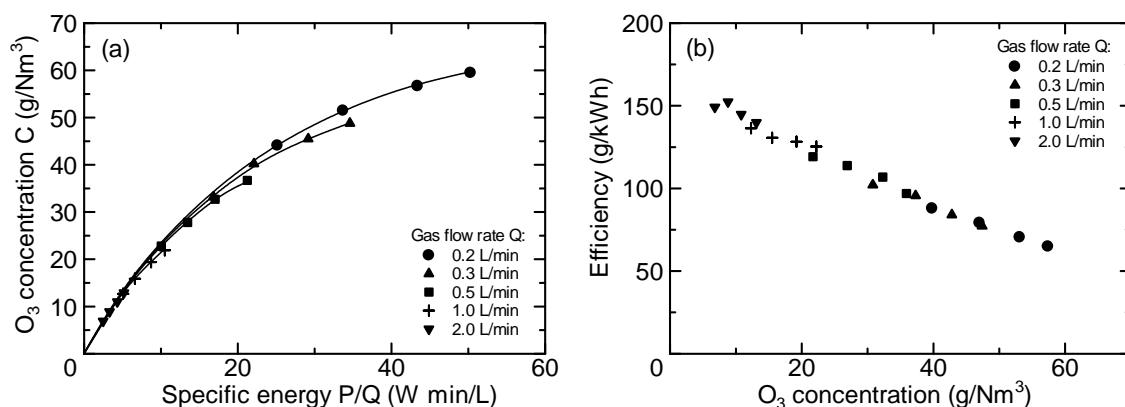 (a)
O₃ concentration C (g/Nm³)
70
60
50
40
30
20
10
0
0 20 40 60
Specific energy P/Q (W min/L)
Gas flow rate Q:
0.2 L/min
0.3 L/min
0.5 L/min
1.0 L/min
2.0 L/min
(b)
Efficiency (g/kWh)
200
150
100
50
0
0 10 20 30 40 50 60
O₃ concentration (g/Nm³)
Gas flow rate Q:
0.2 L/min
0.3 L/min
0.5 L/min
1.0 L/min
2.0 L/min